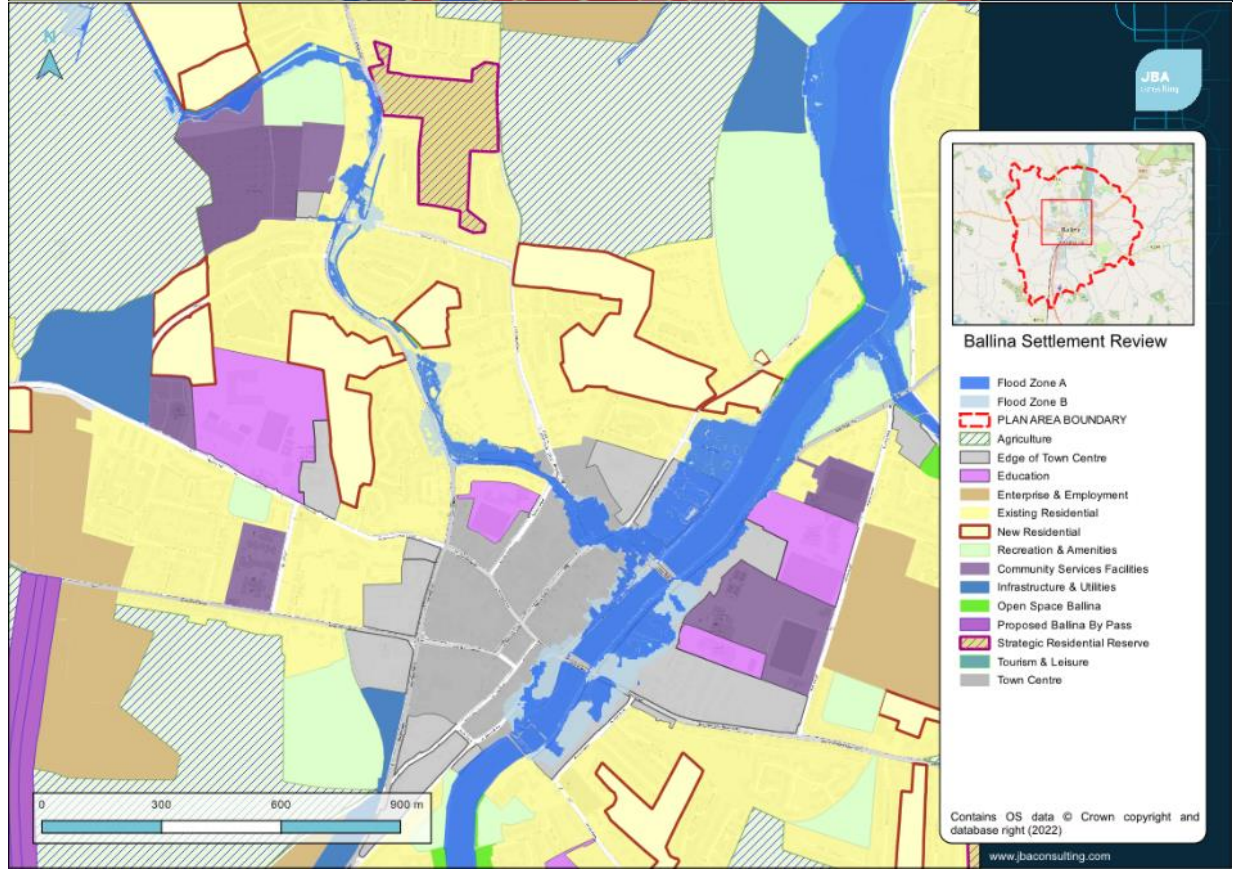 N
JBA
consulting
Ballina Settlement Review
Flood Zone A
Flood Zone B
PLAN AREA BOUNDARY
Agriculture
Edge of Town Centre
Education
Enterprise & Employment
Existing Residential
New Residential
Recreation & Amenities
Community Services Facilities
Infrastructure & Utilities
Open Space Ballina
Proposed Ballina By Pass
Strategic Residential Reserve
Tourism & Leisure
Town Centre
0 300 600 900 m
Contains OS data © Crown copyright and
database right (2022)
www.jbaconsulting.com